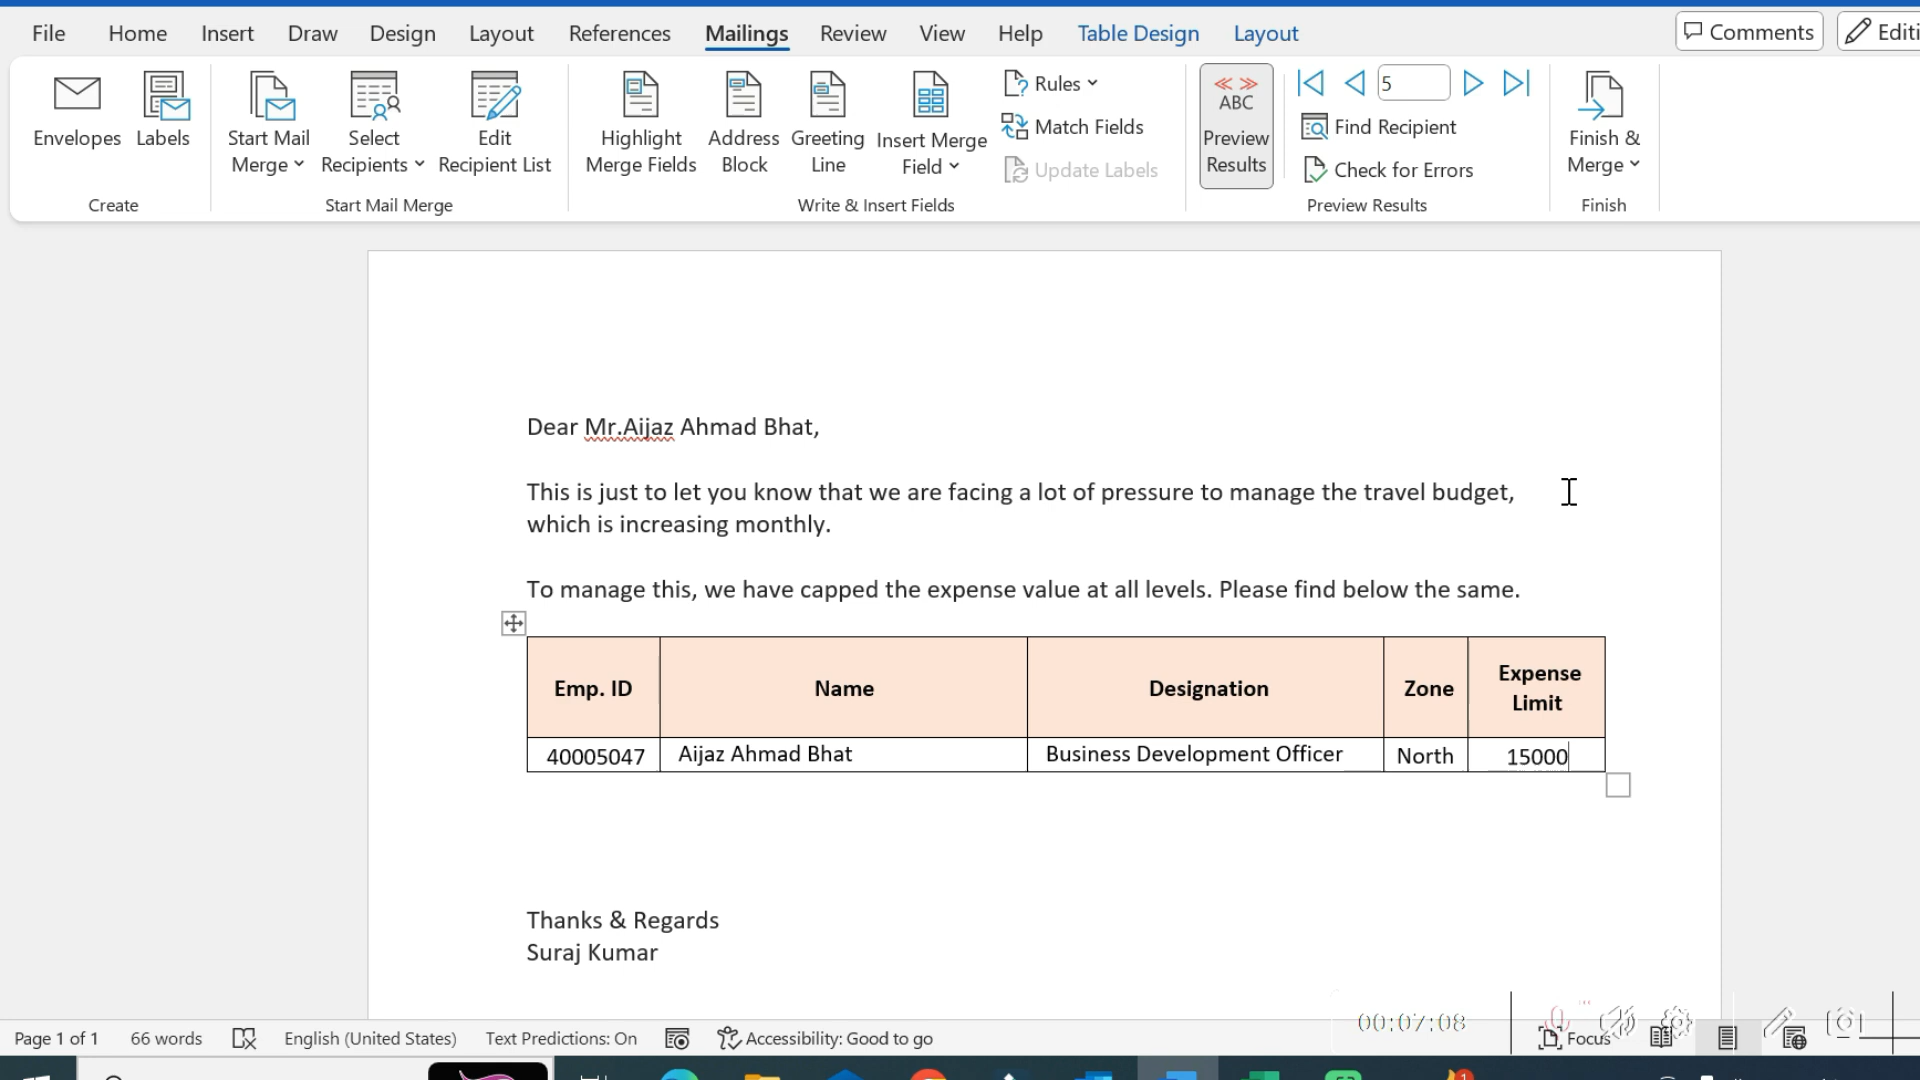 File Home Insert Draw Design Layout References Mailings Review View Help Table Design Layout Comments Editi
Envelopes Labels
Create
Start Mail Merge Select Recipients Edit Recipient List
Start Mail Merge
Highlight Merge Fields Address Block Greeting Line Insert Merge Field
Rules
Match Fields
Update Labels
Write & Insert Fields
ABC
Preview Results
5
Find Recipient
Check for Errors
Preview Results
Finish & Merge
Finish
Dear Mr.Aijaz Ahmad Bhat,
This is just to let you know that we are facing a lot of pressure to manage the travel budget,
which is increasing monthly.
To manage this, we have capped the expense value at all levels. Please find below the same.
Emp. ID Name Designation Zone Expense Limit
40005047 Aijaz Ahmad Bhat Business Development Officer North 15000
Thanks & Regards
Suraj Kumar
00:07:08
Page 1 of 1 66 words English (United States) Text Predictions: On Accessibility: Good to go Focus
1